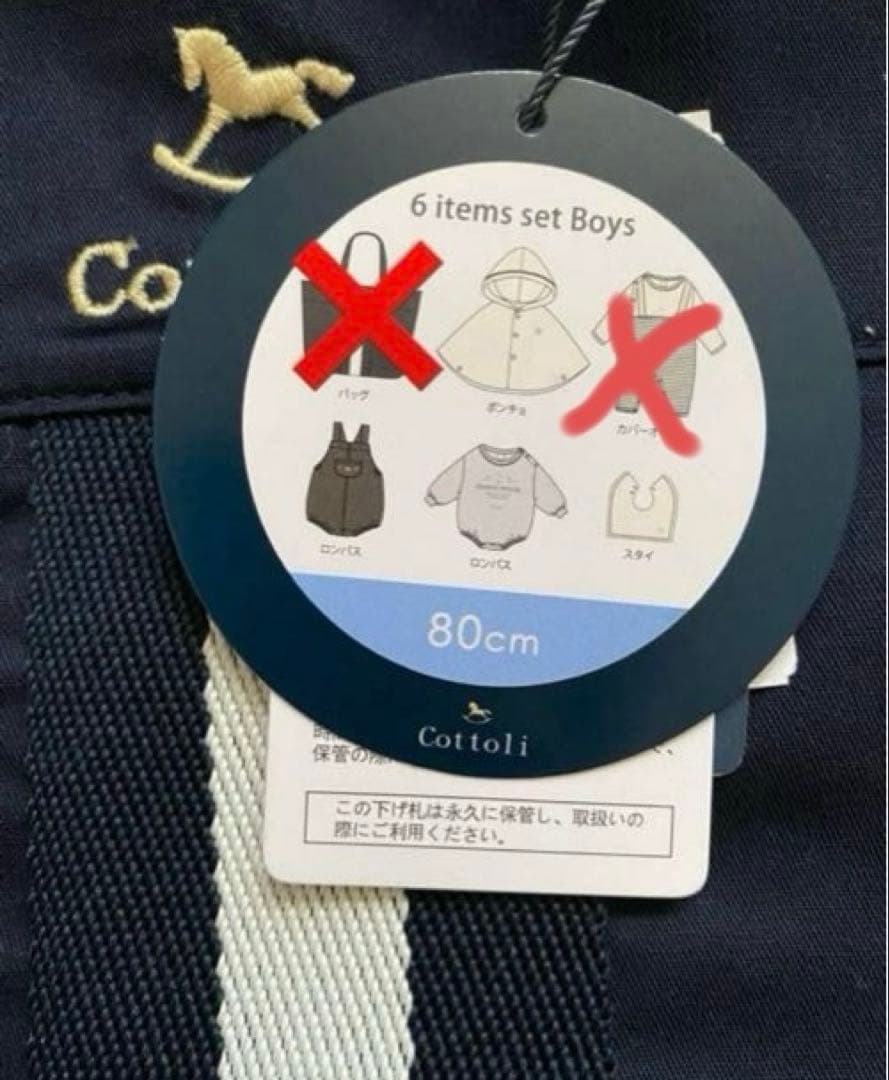 Co
6 items set Boys
バッグ
ポンチョ
カバーオ
ロンパス
ロンパス
スタイ
80cm
Cottoli
保管の際
この下げ札は永久に保管し、取扱いの
際にご利用ください。